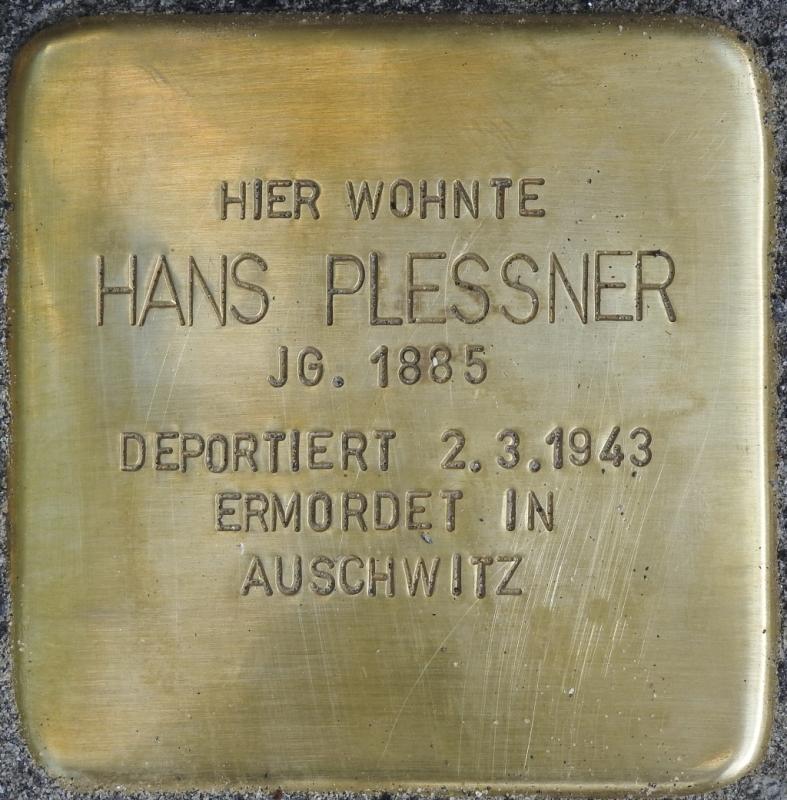 HIER WOHNTE
HANS PLESSNER
JG. 1885
DEPORTIERT 2.3.1943
ERMORDET IN
AUSCHWITZ